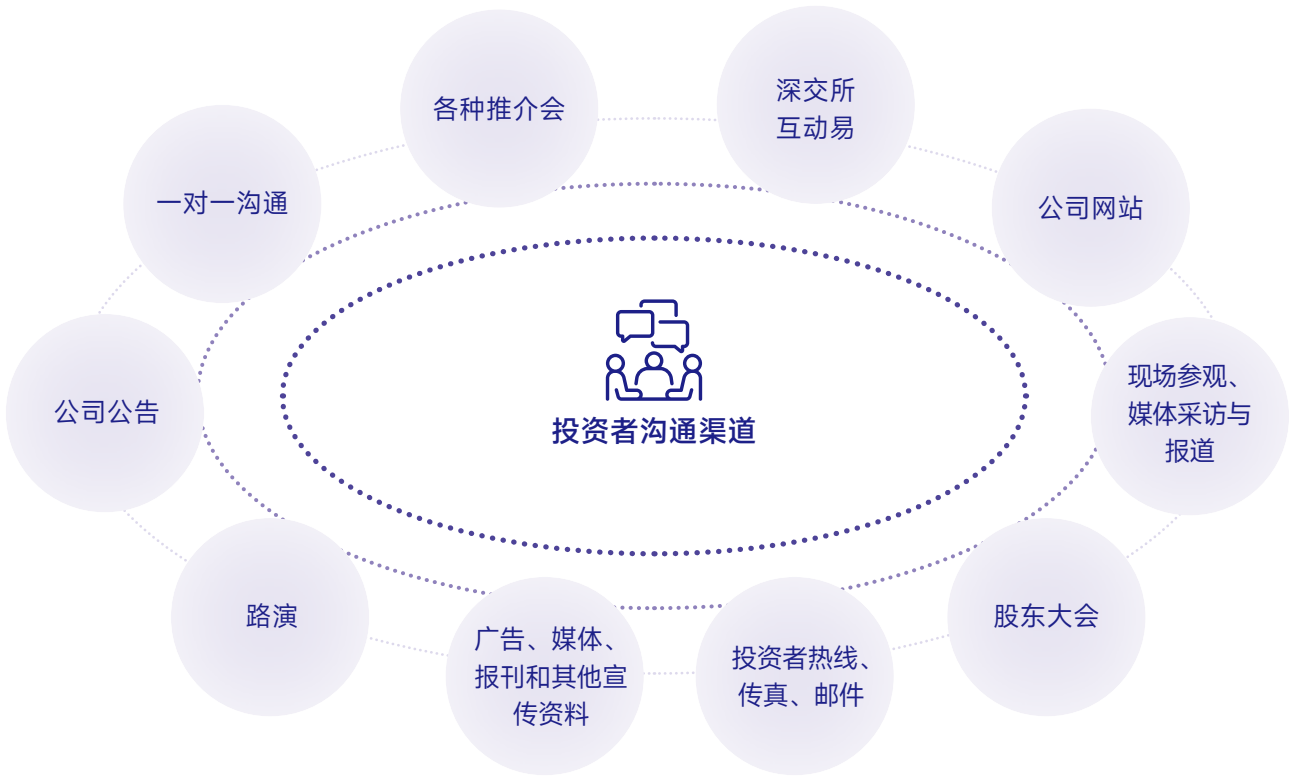 各种推介会
深交所
互动易
一对一沟通
公司网站
公司公告
现场参观、
媒体采访与
报道
投资者沟通渠道
路演
股东大会
广告、媒体、
报刊和其他宣
传资料
投资者热线、
传真、邮件